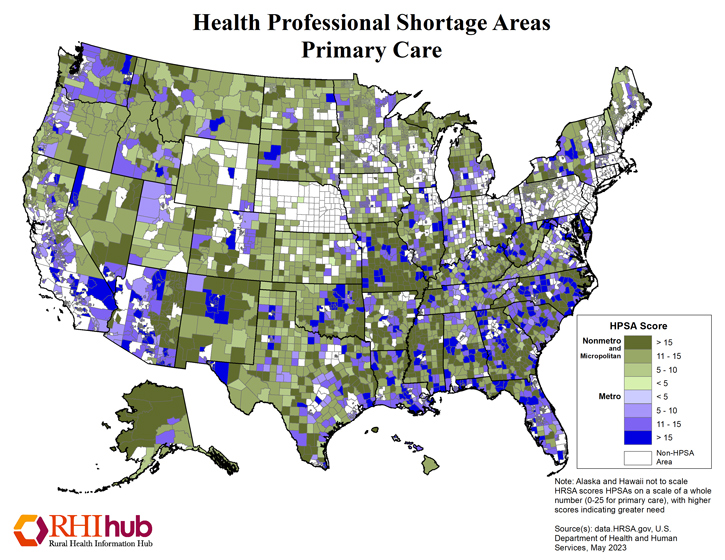 Health Professional Shortage Areas
Primary Care
HPSA Score
Nonmetro
and
Micropolitan
> 15
11 - 15
5 - 10
< 5
Metro
< 5
5 - 10
11 - 15
> 15
Non-HPSA
Area
Note: Alaska and Hawaii not to scale
HRSA scores HPSAs on a scale of a whole
number (0-25 for primary care), with higher
scores indicating greater need
Source(s): data.HRSA.gov, U.S.
Department of Health and Human
Services, May 2023
RHIhub
Rural Health Information Hub